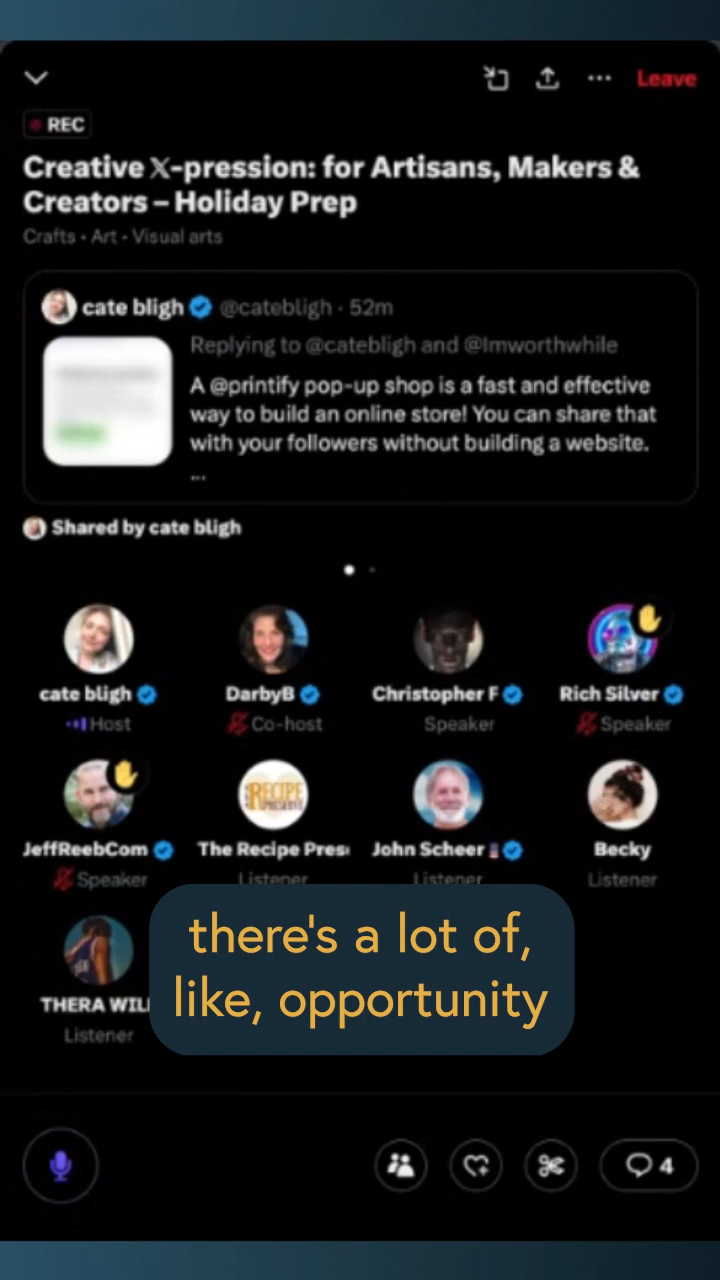 Leave
REC
Creative X-pression: for Artisans, Makers &
Creators – Holiday Prep
Crafts • Art • Visual arts
cate bligh @catebligh · 52m
Replying to @catebligh and @Imworthwhile
A @printify pop-up shop is a fast and effective
way to build an online store! You can share that
with your followers without building a website.
...
Shared by cate bligh
cate bligh DarbyB Christopher F Rich Silver
Host Co-host Speaker Speaker
RECIPE
JeffReebCom The Recipe Pres John Scheer Becky
Speaker Listener Listener Listener
there's a lot of,
like, opportunity
THERA WIL
Listener
4